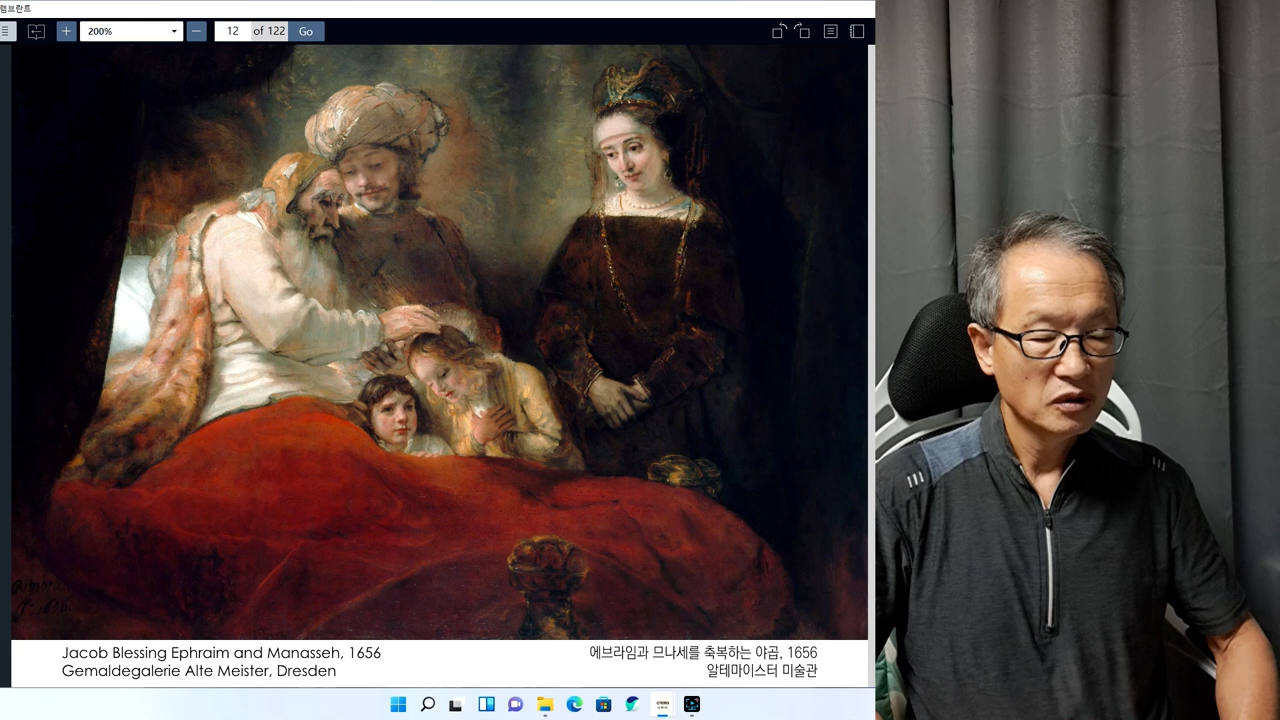 렘브란트
200%
12 of 122 Go
Jacob Blessing Ephraim and Manasseh, 1656
Gemaldegalerie Alte Meister, Dresden
에브라임과 므나세를 축복하는 야곱, 1656
알데마이스터 미술관